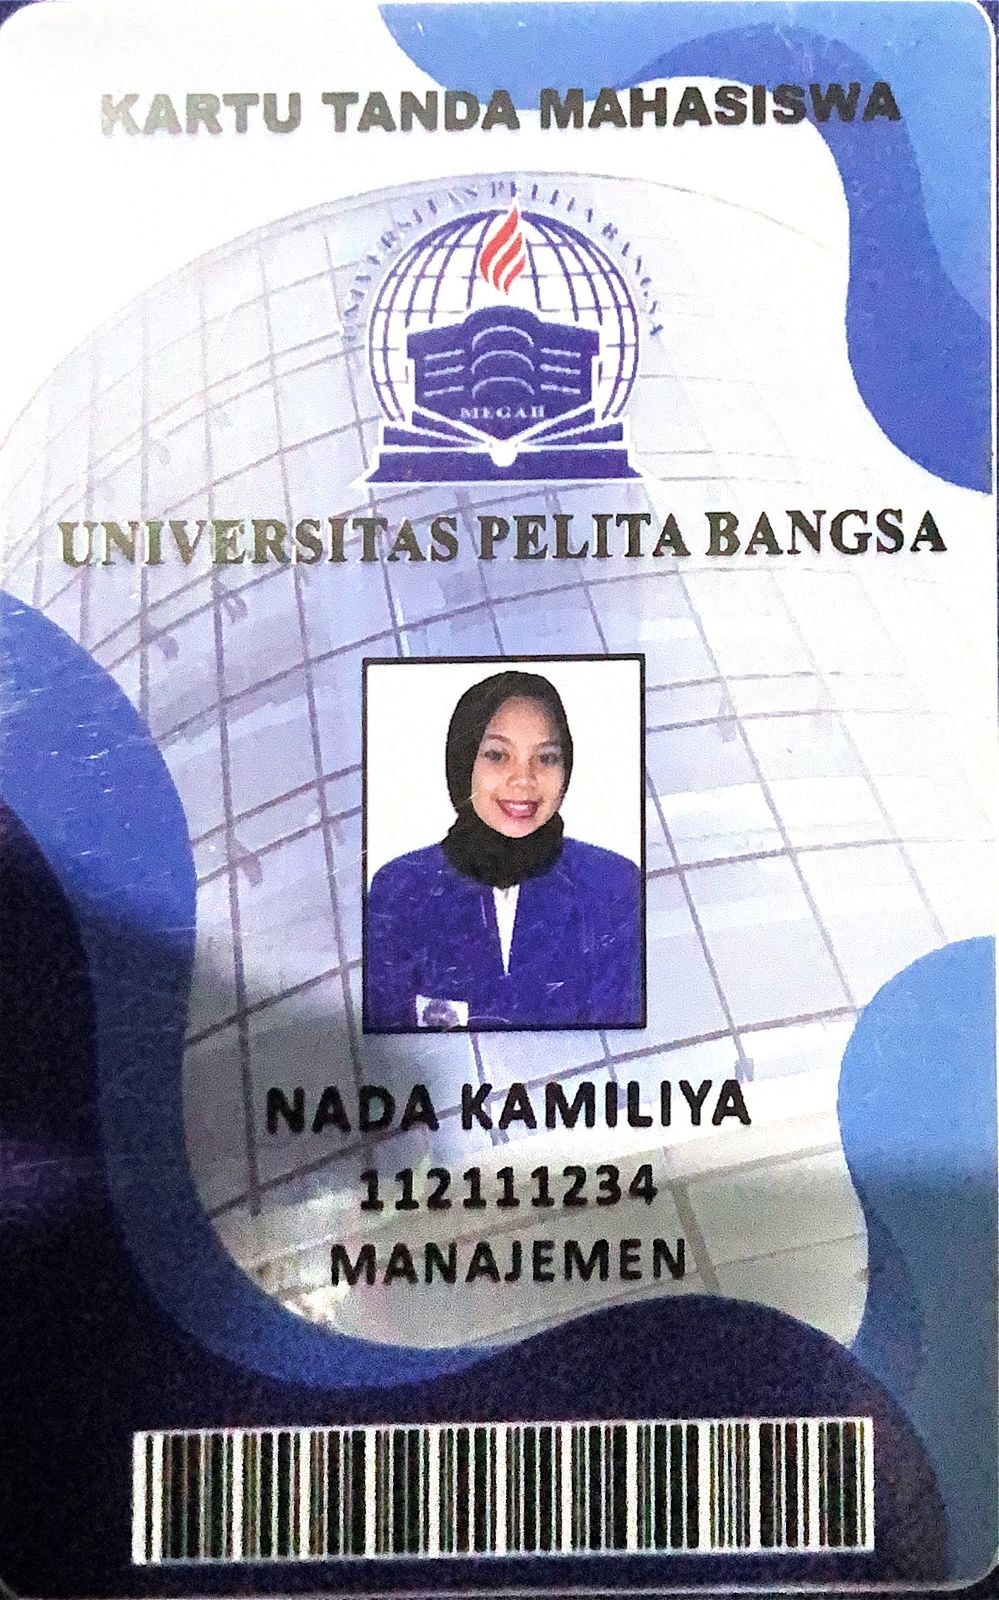 KARTU TANDA MAHASISWA
UNIVERSITAS PELITA BANGSA
MEGAH
UNIVERSITAS PELITA BANGSA
NADA KAMILIYA
112111234
MANAJEMEN